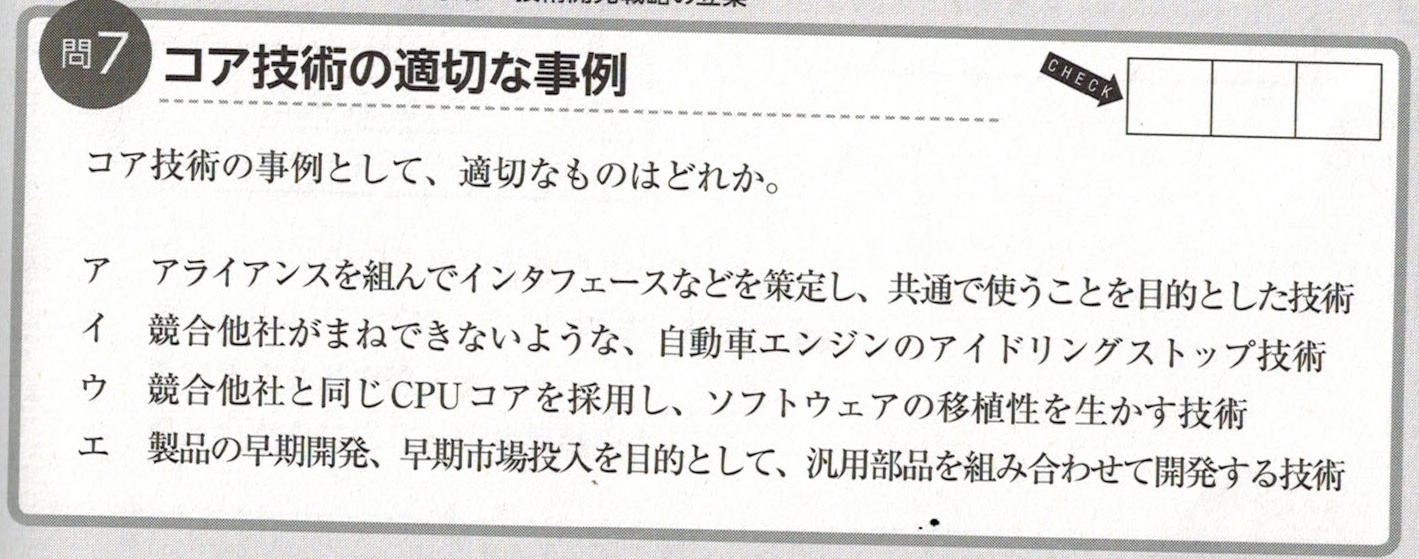 問7 コア技術の適切な事例
CHECK
コア技術の事例として、適切なものはどれか。
ア アライアンスを組んでインタフェースなどを策定し、共通で使うことを目的とした技術
イ 競合他社がまねできないような、自動車エンジンのアイドリングストップ技術
ウ 競合他社と同じCPUコアを採用し、ソフトウェアの移植性を生かす技術
エ 製品の早期開発、早期市場投入を目的として、汎用部品を組み合わせて開発する技術